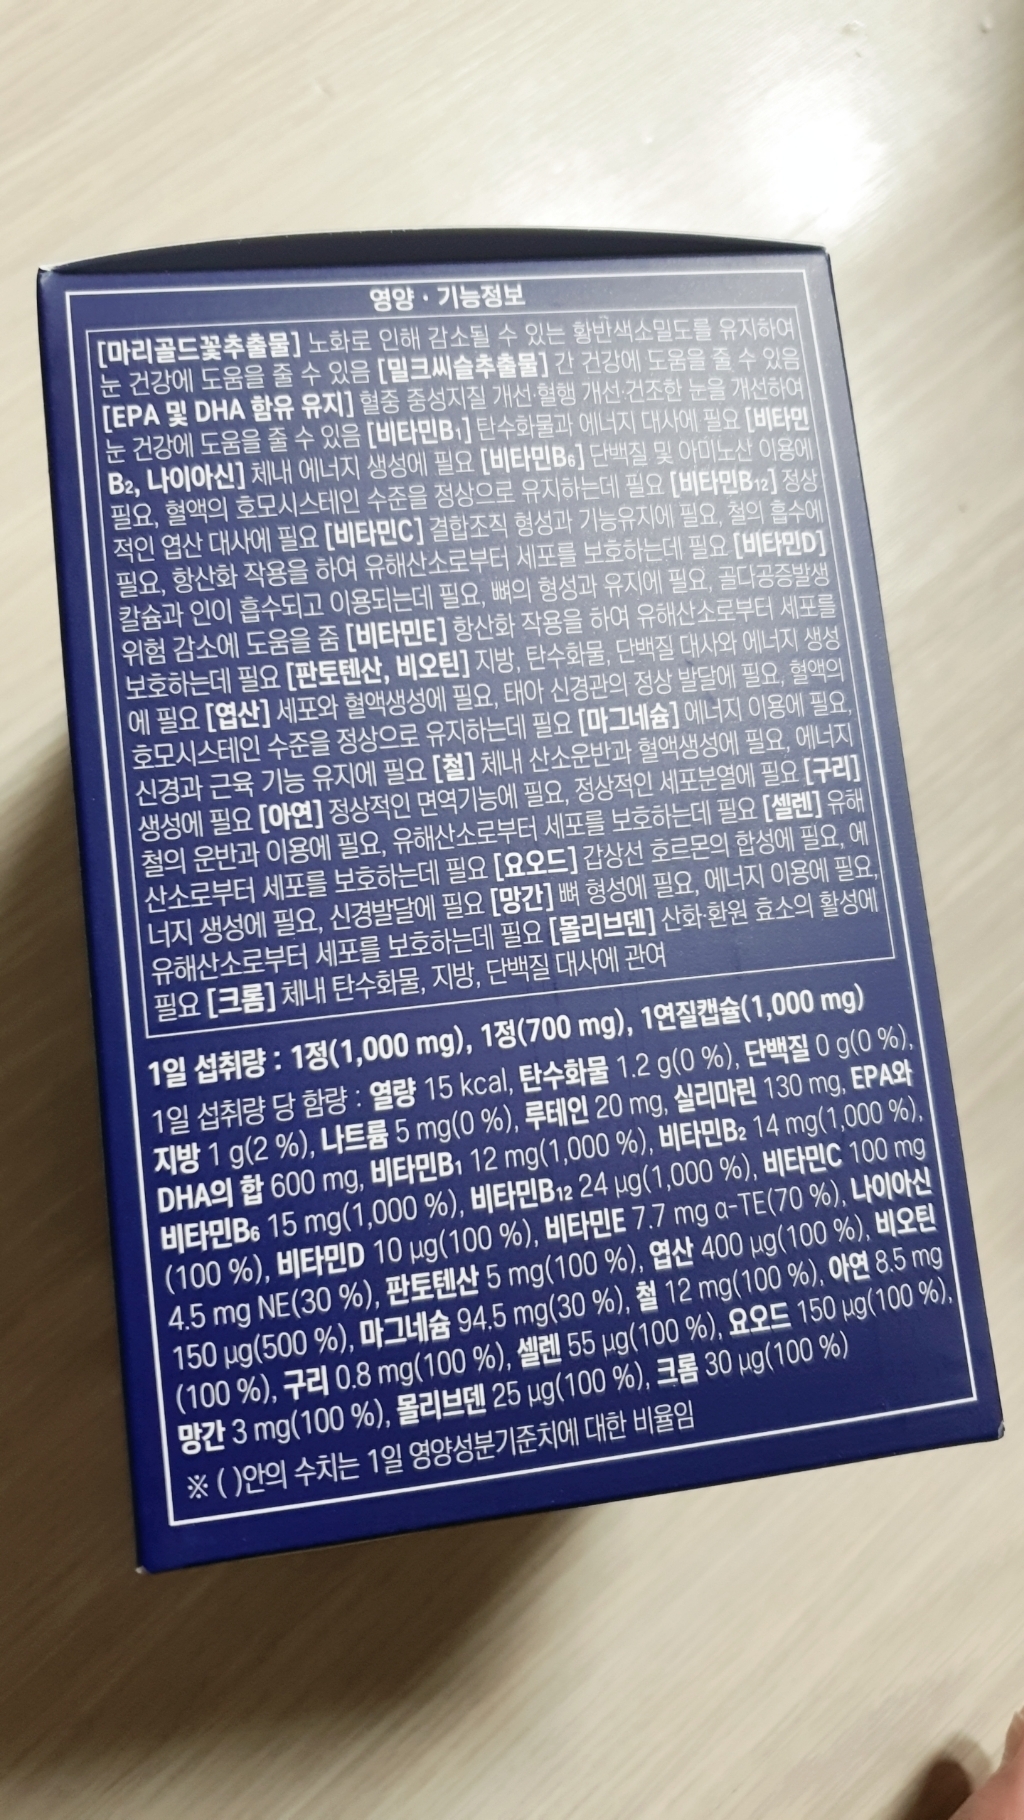 영양 · 기능정보
[마리골드꽃추출물] 노화로 인해 감소될 수 있는 황반색소밀도를 유지하여
눈 건강에 도움을 줄 수 있음 [밀크씨슬추출물] 간 건강에 도움을 줄 수 있음
[EPA 및 DHA 함유 유지] 혈중 중성지질 개선·혈행 개선·건조한 눈을 개선하여
눈 건강에 도움을 줄 수 있음 [비타민B₁] 탄수화물과 에너지 대사에 필요 [비타민
B₂, 나이아신] 체내 에너지 생성에 필요 [비타민B₆] 단백질 및 아미노산 이용에
필요, 혈액의 호모시스테인 수준을 정상으로 유지하는데 필요 [비타민B₁₂] 정상
적인 엽산 대사에 필요 [비타민C] 결합조직 형성과 기능유지에 필요, 철의 흡수에
필요, 항산화 작용을 하여 유해산소로부터 세포를 보호하는데 필요 [비타민D]
칼슘과 인이 흡수되고 이용되는데 필요, 뼈의 형성과 유지에 필요, 골다공증발생
위험 감소에 도움을 줌 [비타민E] 항산화 작용을 하여 유해산소로부터 세포를
보호하는데 필요 [판토텐산, 비오틴] 지방, 탄수화물, 단백질 대사와 에너지 생성
에 필요 [엽산] 세포와 혈액생성에 필요, 태아 신경관의 정상 발달에 필요, 혈액의
호모시스테인 수준을 정상으로 유지하는데 필요 [마그네슘] 에너지 이용에 필요,
신경과 근육 기능 유지에 필요 [철] 체내 산소운반과 혈액생성에 필요, 에너지
생성에 필요 [아연] 정상적인 면역기능에 필요, 정상적인 세포분열에 필요 [구리]
철의 운반과 이용에 필요, 유해산소로부터 세포를 보호하는데 필요 [셀렌] 유해
산소로부터 세포를 보호하는데 필요 [요오드] 갑상선 호르몬의 합성에 필요, 에
너지 생성에 필요, 신경발달에 필요 [망간] 뼈 형성에 필요, 에너지 이용에 필요,
유해산소로부터 세포를 보호하는데 필요 [몰리브덴] 산화·환원 효소의 활성에
필요 [크롬] 체내 탄수화물, 지방, 단백질 대사에 관여
1일 섭취량 : 1정(1,000 mg), 1정(700 mg), 1연질캡슐(1,000 mg)
1일 섭취량 당 함량 : 열량 15 kcal, 탄수화물 1.2 g(0 %), 단백질 0 g(0 %),
지방 1 g(2 %), 나트륨 5 mg(0 %), 루테인 20 mg, 실리마린 130 mg, EPA와
DHA의 합 600 mg, 비타민B₁ 12 mg(1,000 %), 비타민B₂ 14 mg(1,000 %),
비타민B₆ 15 mg(1,000 %), 비타민B₁₂ 24 μg(1,000 %), 비타민C 100 mg
(100 %), 비타민D 10 μg(100 %), 비타민E 7.7 mg α-TE(70 %), 나이아신
4.5 mg NE(30 %), 판토텐산 5 mg(100 %), 엽산 400 μg(100 %), 비오틴
150 μg(500 %), 마그네슘 94.5 mg(30 %), 철 12 mg(100 %), 아연 8.5 mg
(100 %), 구리 0.8 mg(100 %), 셀렌 55 μg(100 %), 요오드 150 μg(100 %),
망간 3 mg(100 %), 몰리브덴 25 μg(100 %), 크롬 30 μg(100 %)
※ ( )안의 수치는 1일 영양성분기준치에 대한 비율임